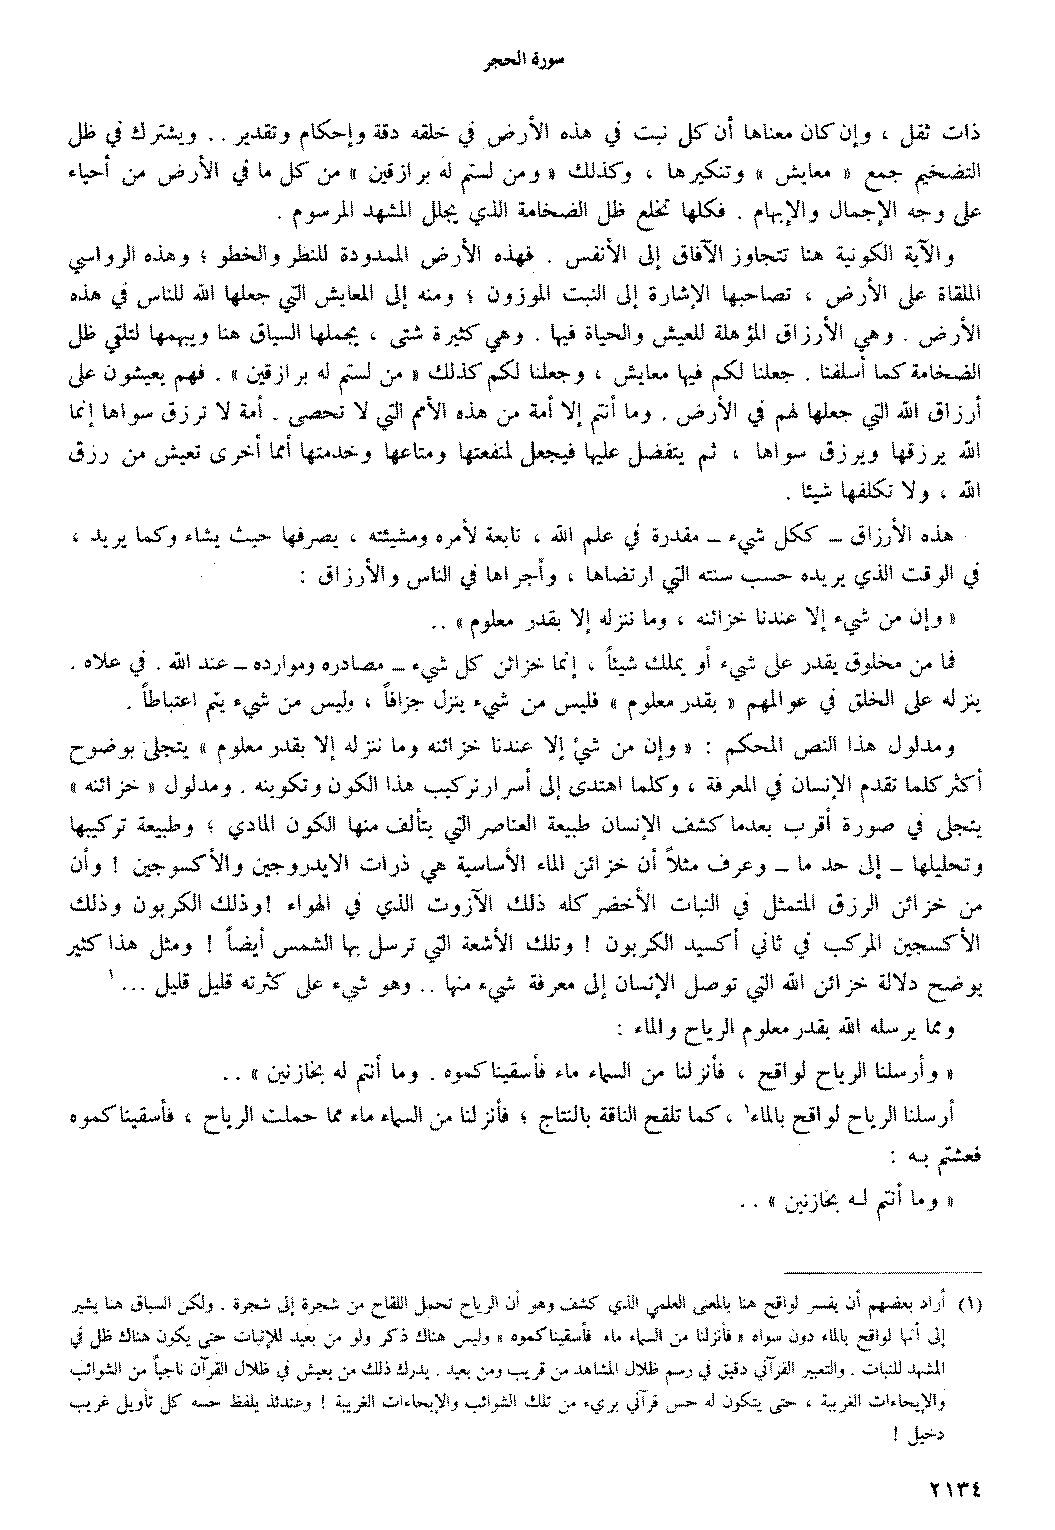 سورة الحجر
ذات ثقل ، وإن كان معناها أن كل نبت في هذه الأرض في خلقه دقة وإحكام وتقدير . . ويشترك في ظل
التضخيم جمع « معايش » وتنكيرها ، وكذلك « ومن لستم له برازقين » من كل ما في الأرض من أحياء
على وجه الإجمال والإبهام . فكلها تخلع ظل الضخامة الذي يجلل المشهد المرسوم .
والآية الكونية هنا تتجاوز الآفاق إلى الأنفس . فهذه الأرض الممدودة للنظر والخطو ؛ وهذه الرواسي
الملقاة على الأرض ، تصاحبها الإشارة إلى النبت الموزون ؛ ومنه إلى المعايش التي جعلها الله للناس في هذه
الأرض . وهي الأرزاق المؤهلة للعيش والحياة فيها . وهي كثيرة شتى ، يجملها السياق هنا ويبهمها لتلقي ظل
الضخامة كما أسلفنا . جعلنا لكم فيها معايش ، وجعلنا لكم كذلك « من لستم له برازقين » . فهم يعيشون على
أرزاق الله التي جعلها لهم في الأرض . وما أنتم إلا أمة من هذه الأمم التي لا تحصى . أمة لا ترزق سواها إنما
الله يرزقها ويرزق سواها ، ثم يتفضل عليها فيجعل لمنفعتها ومتاعها وخدمتها أمما أخرى تعيش من رزق
الله ، ولا تكلفها شيئا .
هذه الأرزاق – ككل شيء – مقدرة في علم الله ، تابعة لأمره ومشيئته ، يصرفها حيث يشاء وكما يريد ،
في الوقت الذي يريده حسب سنته التي ارتضاها ، وأجراها في الناس والأرزاق :
« وإن من شيء إلا عندنا خزائنه ، وما ننزله إلا بقدر معلوم » . .
فما من مخلوق يقدر على شيء أو يملك شيئاً ، إنما خزائن كل شيء – مصادره وموارده – عند الله . في علاه .
ينزله على الخلق في عوالمهم « بقدر معلوم » فليس من شيء ينزل جزافاً ، وليس من شيء يتم اعتباطاً .
ومدلول هذا النص المحكم : « وإن من شئ إلا عندنا خزائنه وما ننزله إلا بقدر معلوم » يتجلى بوضوح
أكثر كلما تقدم الإنسان في المعرفة ، وكلما اهتدى إلى أسرار تركيب هذا الكون وتكوينه . ومدلول « خزائنه »
يتجلى في صورة أقرب بعدما كشف الإنسان طبيعة العناصر التي يتألف منها الكون المادي ؛ وطبيعة تركيبها
وتحليلها – إلى حد ما – وعرف مثلاً أن خزائن الماء الأساسية هي ذرات الايدروجين والأكسوجين ! وأن
من خزائن الرزق المتمثل في النبات الأخضر كله ذلك الآزوت الذي في الهواء ! وذلك الكربون وذلك
الأكسجين المركب في ثاني أكسيد الكربون ! وتلك الأشعة التي ترسل بها الشمس أيضاً ! ومثل هذا كثير
يوضح دلالة خزائن الله التي توصل الإنسان إلى معرفة شيء منها . . وهو شيء على كثرته قليل قليل ... ١
ومما يرسله الله بقدر معلوم الرياح والماء :
« وأرسلنا الرياح لواقح ، فأنزلنا من السماء ماء فأسقيناكموه . وما أنتم له بخازنين » . .
أرسلنا الرياح لواقح بالماء١ ، كما تلقح الناقة بالنتاج ؛ فأنزلنا من السماء ماء مما حملت الرياح ، فأسقيناكموه
فعشتم به :
« وما أنتم له بخازنين » . .
(١) أراد بعضهم أن يفسر لواقح هنا بالمعنى العلمي الذي كشف وهو أن الرياح تحمل اللقاح من شجرة إلى شجرة . ولكن السياق هنا يشير
إلى أنها لواقح بالماء دون سواه « فأنزلنا من السماء ماء فأسقيناكموه » وليس هناك ذكر ولو من بعيد للإنبات حتى يكون هناك ظل في
المشهد للنبات . والتعبير القرآني دقيق في رسم ظلال المشاهد من قريب ومن بعيد . يدرك ذلك من يعيش في ظلال القرآن ناجياً من الشوائب
والإيحاءات الغريبة ، حتى يتكون له حس قرآني بريء من تلك الشوائب والإيحاءات الغريبة ! وعندئذ يلفظ حسه كل تأويل غريب
دخيل !
٢١٣٤